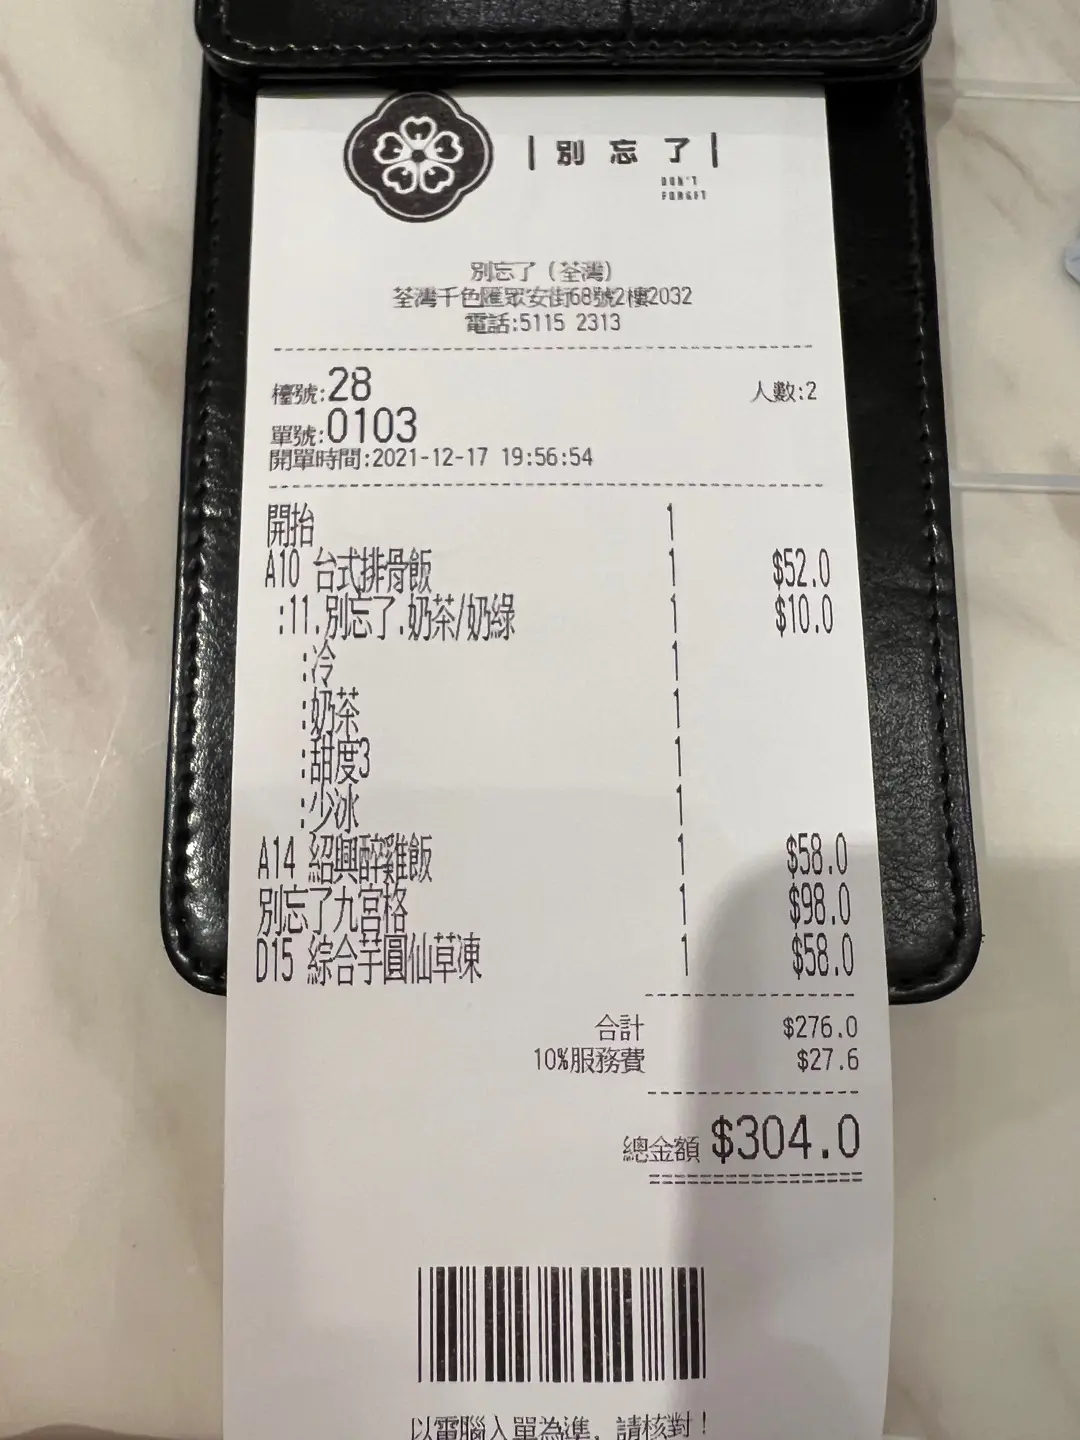 別忘了
DON'T
FORGET
別忘了 (荃灣)
荃灣千色匯眾安街68號2樓2032
電話:5115 2313
檯號:28 人數:2
單號:0103
開單時間:2021-12-17 19:56:54
開抬 1
A10 台式排骨飯 1 $52.0
:11.別忘了.奶茶/奶綠 1 $10.0
:冷 1
:奶茶 1
:甜度3 1
:少冰 1
A14 紹興醉雞飯 1 $58.0
別忘了九宮格 1 $98.0
D15 綜合芋圓仙草凍 1 $58.0
合計 $276.0
10%服務費 $27.6
總金額 $304.0
以電腦入單為準，請核對！